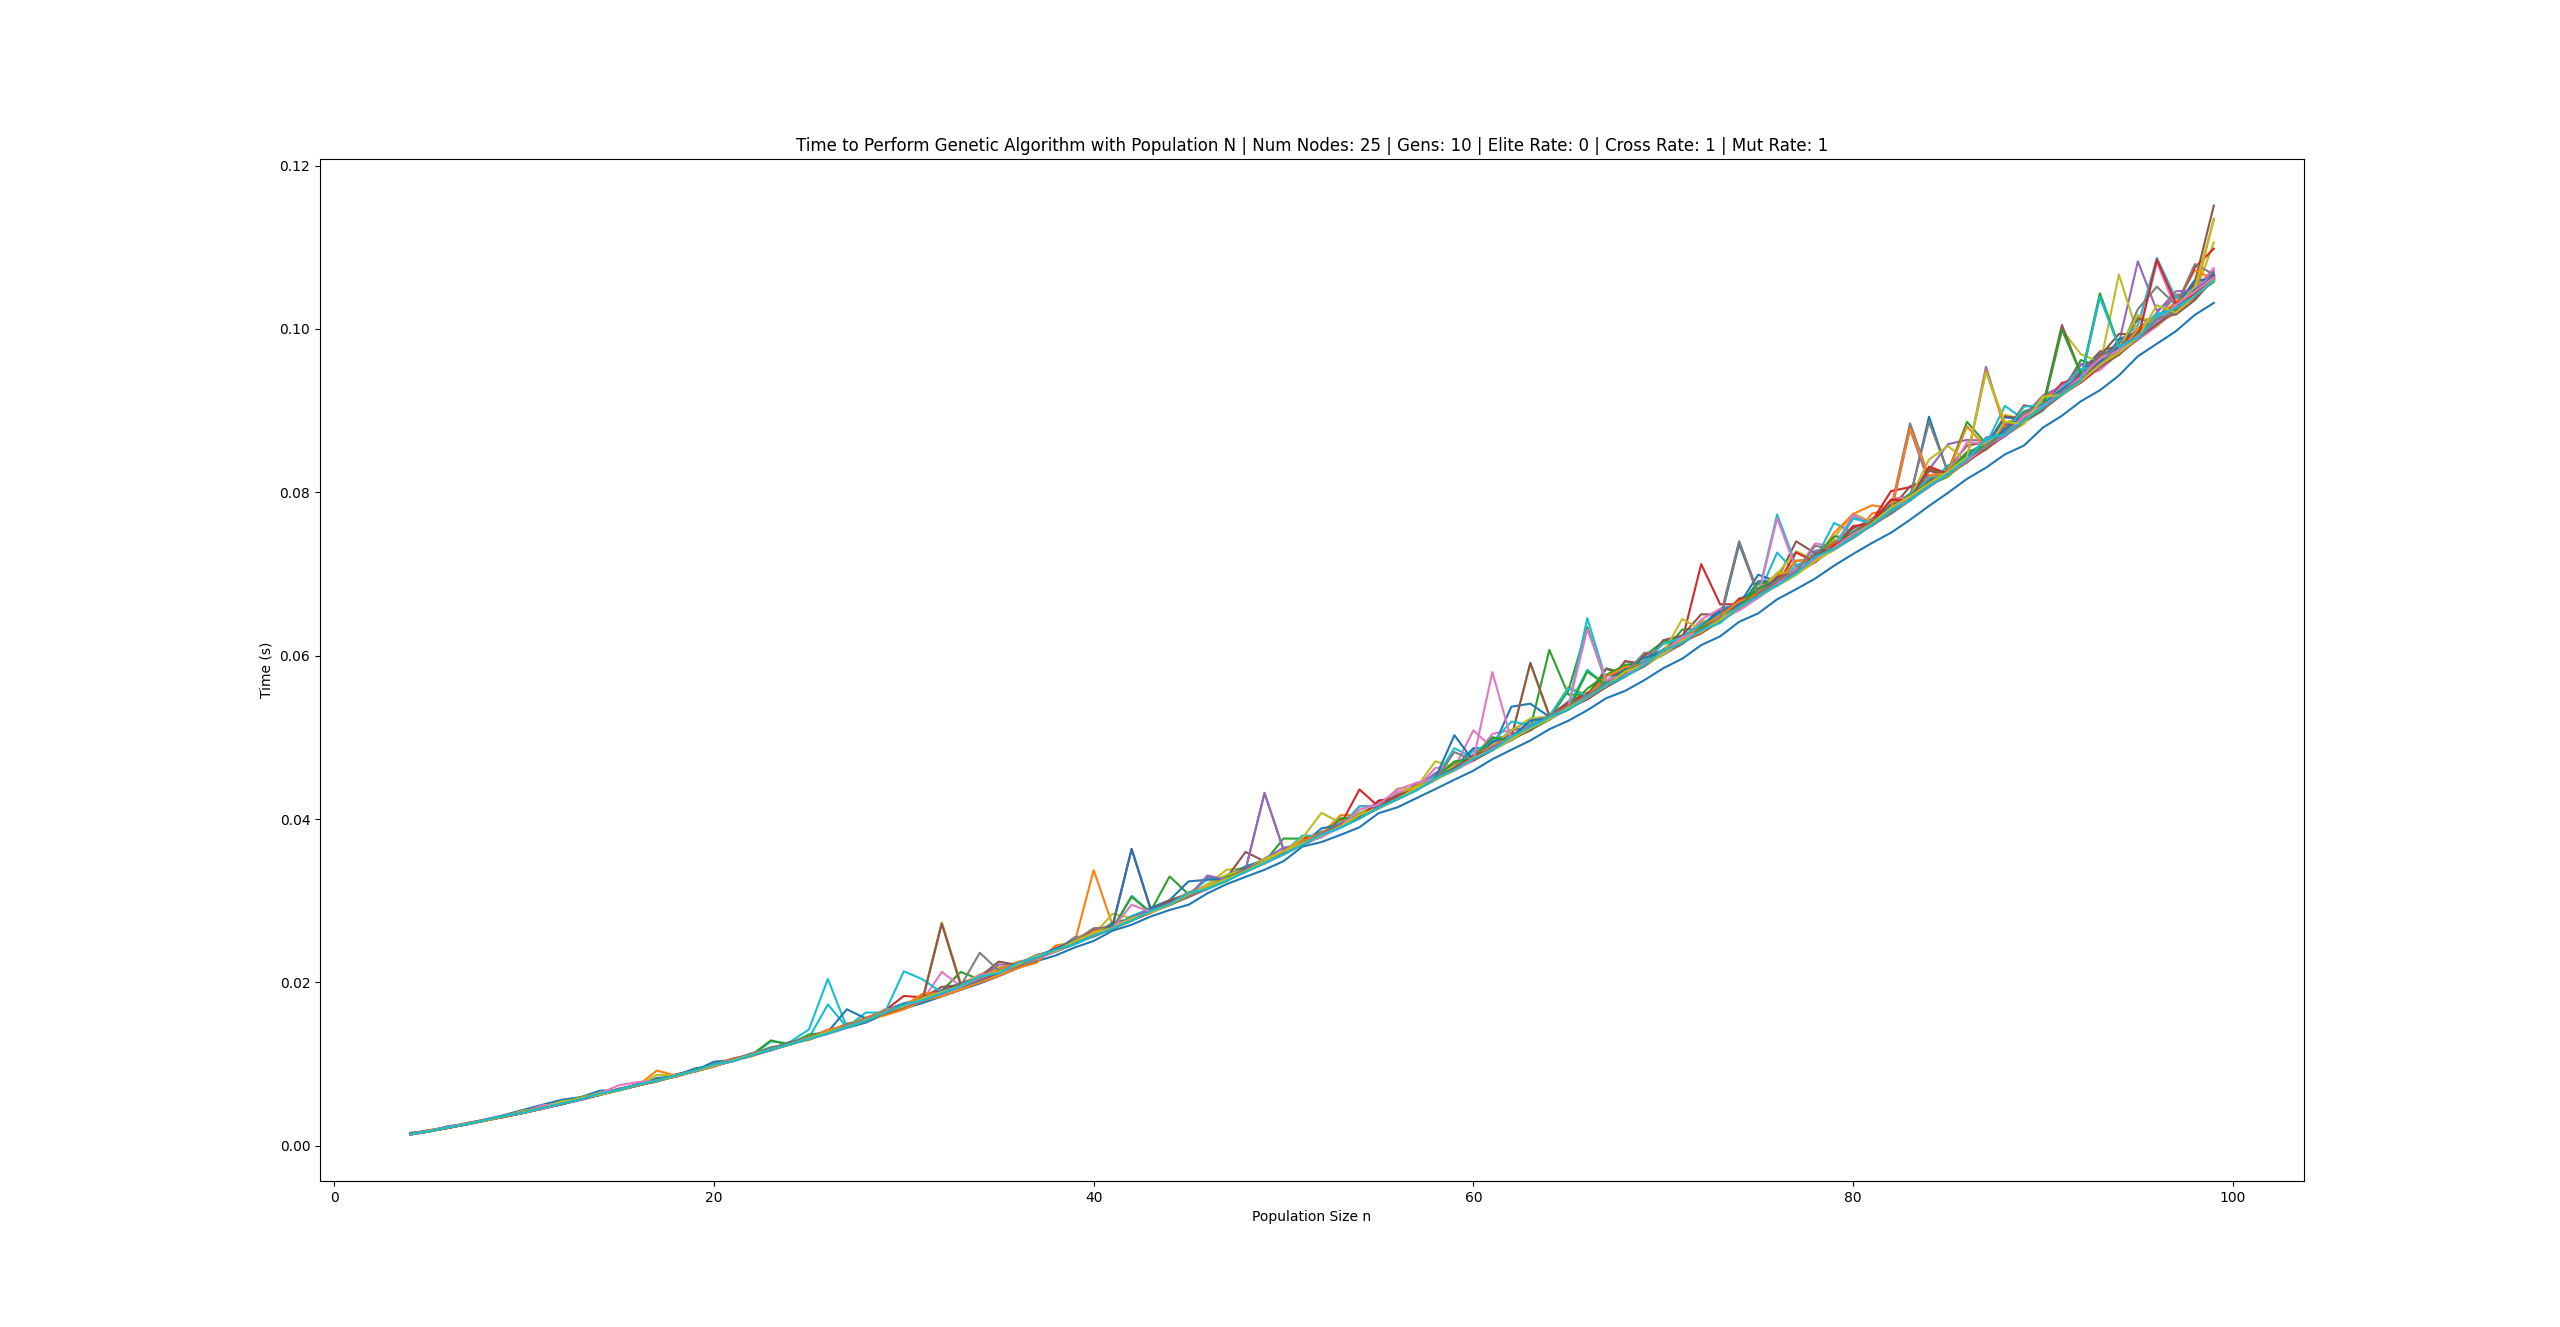 Time to Perform Genetic Algorithm with Population N | Num Nodes: 25 | Gens: 10 | Elite Rate: 0 | Cross Rate: 1 | Mut Rate: 1
0.12
0.10
0.08
0.06
0.04
0.02
0.00
Time (s)
0 20 40 60 80 100
Population Size n